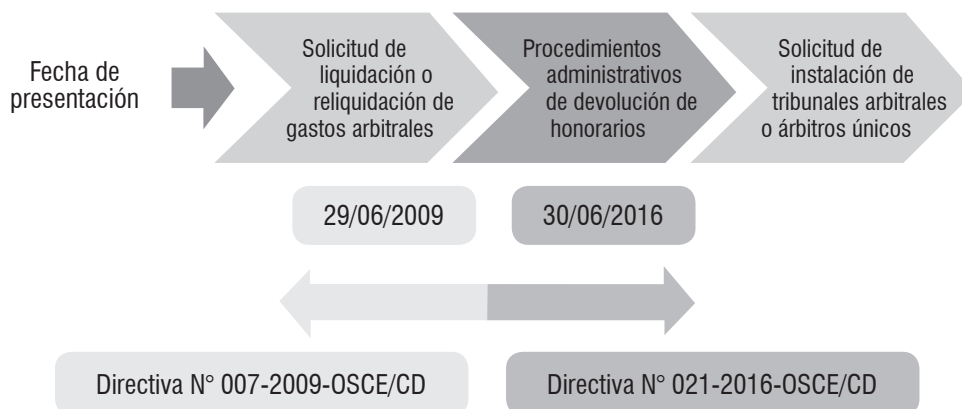 Fecha de
presentación
Solicitud de
liquidación o
reliquidación de
gastos arbitrales
Procedimientos
administrativos
de devolución de
honorarios
Solicitud de
instalación de
tribunales arbitrales
o árbitros únicos
29/06/2009
30/06/2016
Directiva N° 007-2009-OSCE/CD
Directiva N° 021-2016-OSCE/CD